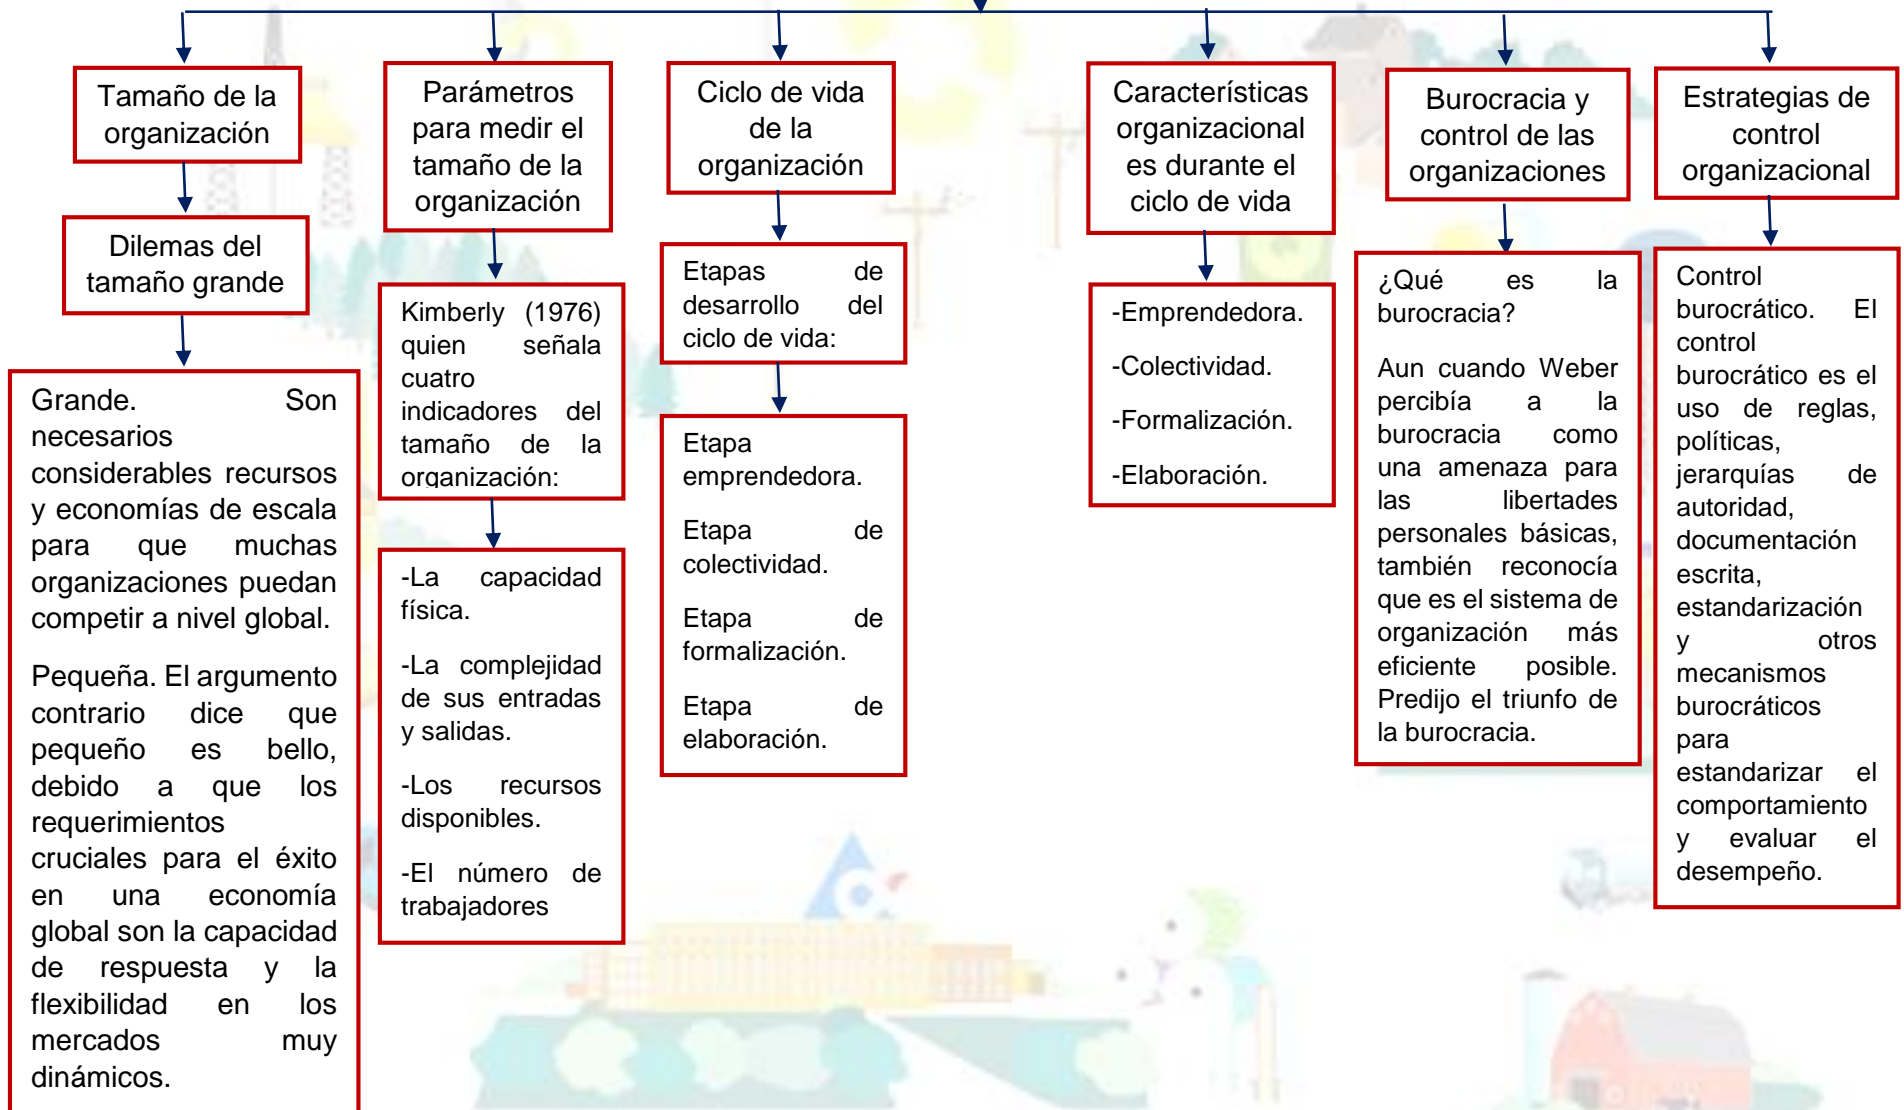 Tamaño de la
organización
Dilemas del
tamaño grande
Grande. Son
necesarios
considerables recursos
y economías de escala
para que muchas
organizaciones puedan
competir a nivel global.
Pequeña. El argumento
contrario dice que
pequeño es bello,
debido a que los
requerimientos
cruciales para el éxito
en una economía
global son la capacidad
de respuesta y la
flexibilidad en los
mercados muy
dinámicos.
Parámetros
para medir el
tamaño de la
organización
Kimberly (1976)
quien señala
cuatro
indicadores del
tamaño de la
organización:
-La capacidad
física.
-La complejidad
de sus entradas
y salidas.
-Los recursos
disponibles.
-El número de
trabajadores
Ciclo de vida
de la
organización
Etapas de
desarrollo del
ciclo de vida:
Etapa
emprendedora.
Etapa de
colectividad.
Etapa de
formalización.
Etapa de
elaboración.
Características
organizacional
es durante el
ciclo de vida
-Emprendedora.
-Colectividad.
-Formalización.
-Elaboración.
Burocracia y
control de las
organizaciones
¿Qué es la
burocracia?
Aun cuando Weber
percibía a la
burocracia como
una amenaza para
las libertades
personales básicas,
también reconocía
que es el sistema de
organización más
eficiente posible.
Predijo el triunfo de
la burocracia.
Estrategias de
control
organizacional
Control
burocrático. El
control
burocrático es el
uso de reglas,
políticas,
jerarquías de
autoridad,
documentación
escrita,
estandarización
y otros
mecanismos
burocráticos
para
estandarizar el
comportamiento
y evaluar el
desempeño.